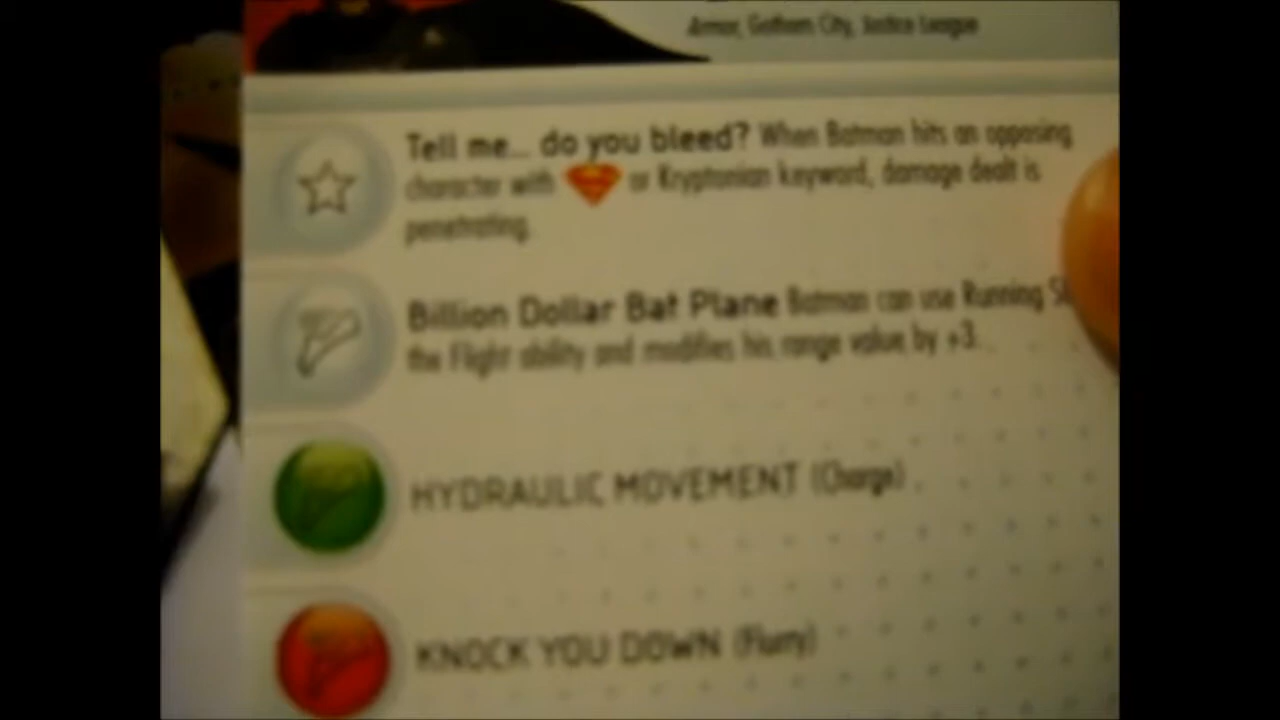 Armor, Gotham City, Justice League
Tell me... do you bleed? When Batman hits an opposing
character with or Kryptonian keyword, damage dealt is
penetrating.
Billion Dollar Bat Plane Batman can use Running
the Flight ability and modifies his range value by +3.
HYDRAULIC MOVEMENT (Charge)
KNOCK YOU DOWN (Flurry)